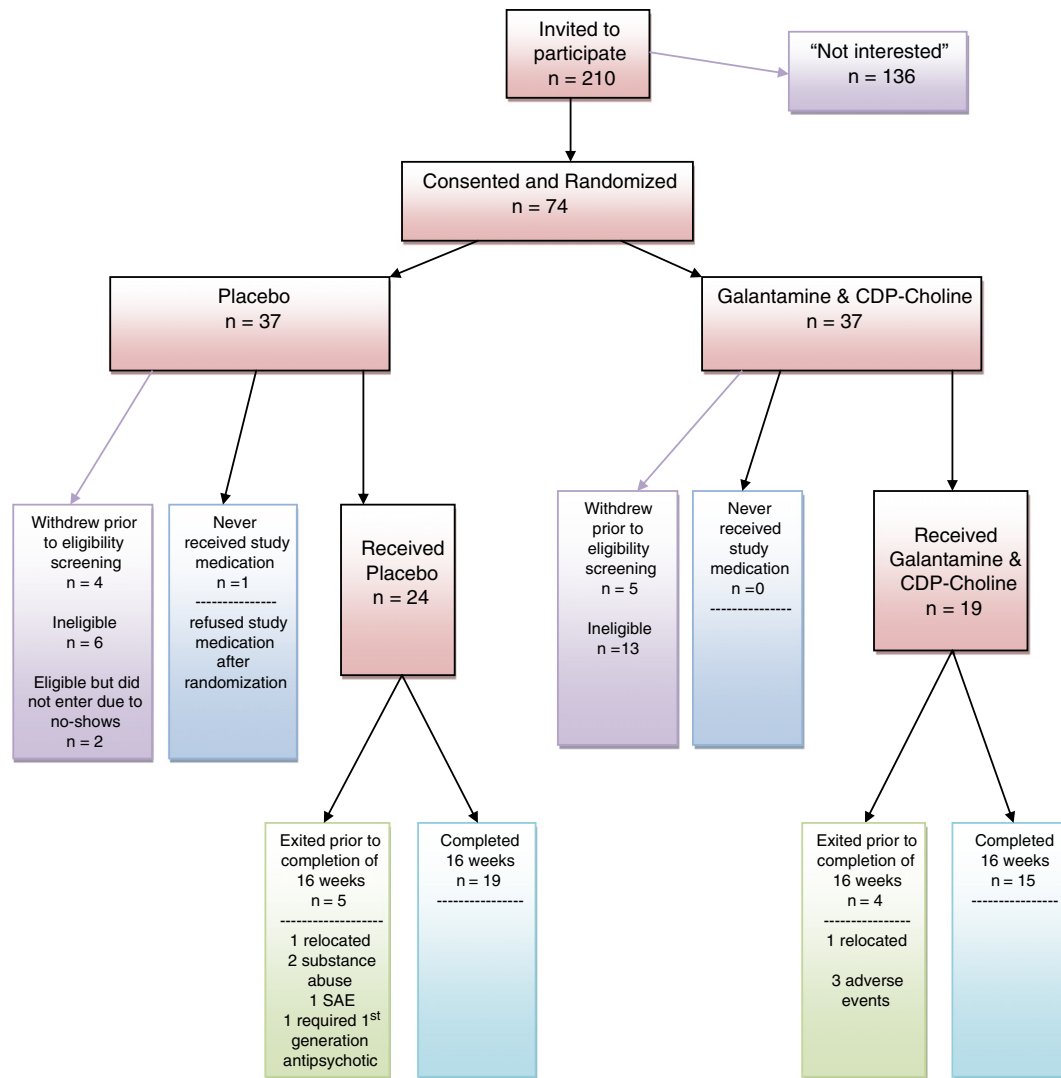 Invited to
participate
n = 210
“Not interested”
n = 136
Consented and Randomized
n = 74
Placebo
n = 37
Galantamine & CDP-Choline
n = 37
Withdrew prior
to eligibility
screening
n = 4
Ineligible
n = 6
Eligible but did
not enter due to
no-shows
n = 2
Never
received study
medication
n =1
---------------
refused study
medication
after
randomization
Received
Placebo
n = 24
Withdrew
prior to
eligibility
screening
n = 5
Ineligible
n =13
Never
received
study
medication
n =0
---------------
Received
Galantamine &
CDP-Choline
n = 19
Exited prior to
completion of
16 weeks
n = 5
-------------------
1 relocated
2 substance
abuse
1 SAE
1 required 1st
generation
antipsychotic
Completed
16 weeks
n = 19
----------------
Exited prior to
completion of
16 weeks
n = 4
----------------
1 relocated
3 adverse
events
Completed
16 weeks
n = 15
----------------